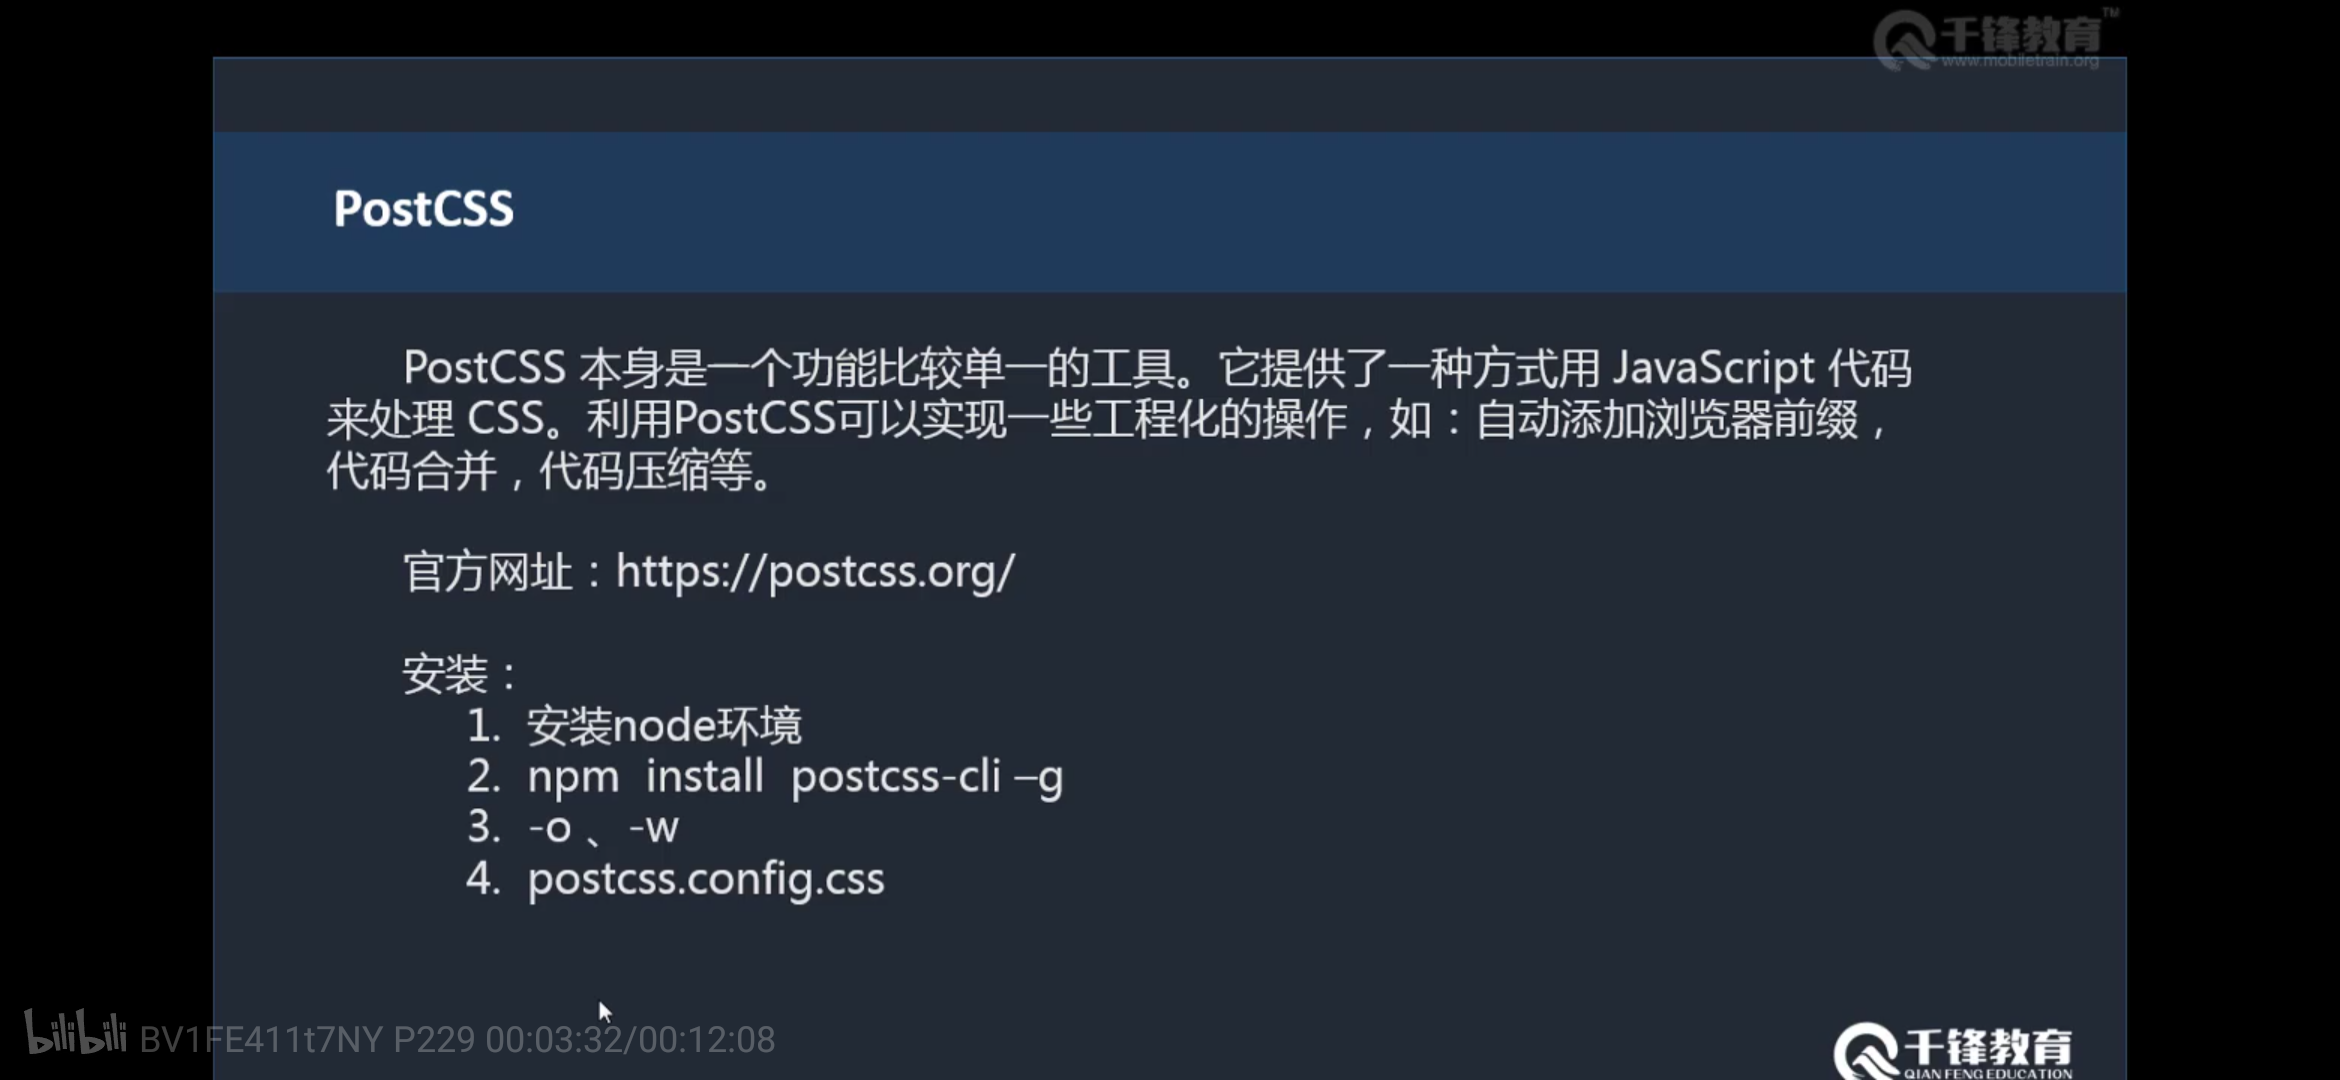 千锋教育™
www.mobiletrain.org
PostCSS
PostCSS 本身是一个功能比较单一的工具。它提供了一种方式用 JavaScript 代码
来处理 CSS。利用PostCSS可以实现一些工程化的操作，如：自动添加浏览器前缀，
代码合并，代码压缩等。
官方网址：https://postcss.org/
安装：
1. 安装node环境
2. npm install postcss-cli –g
3. -o 、-w
4. postcss.config.css
bilibili BV1FE411t7NY P229 00:03:32/00:12:08
千锋教育
QIAN FENG EDUCATION